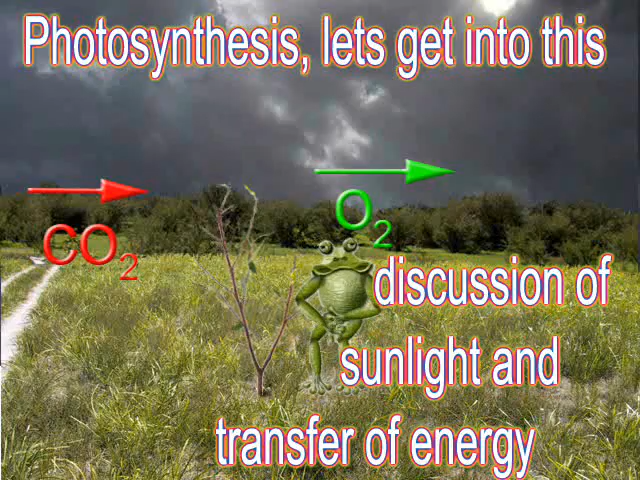 Photosynthesis, lets get into this
O2
CO2
discussion of
sunlight and
transfer of energy